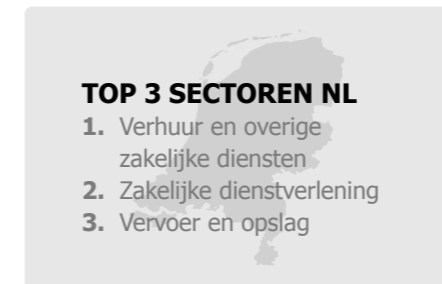 TOP 3 SECTOREN NL
1. Verhuur en overige
zakelijke diensten
2. Zakelijke dienstverlening
3. Vervoer en opslag